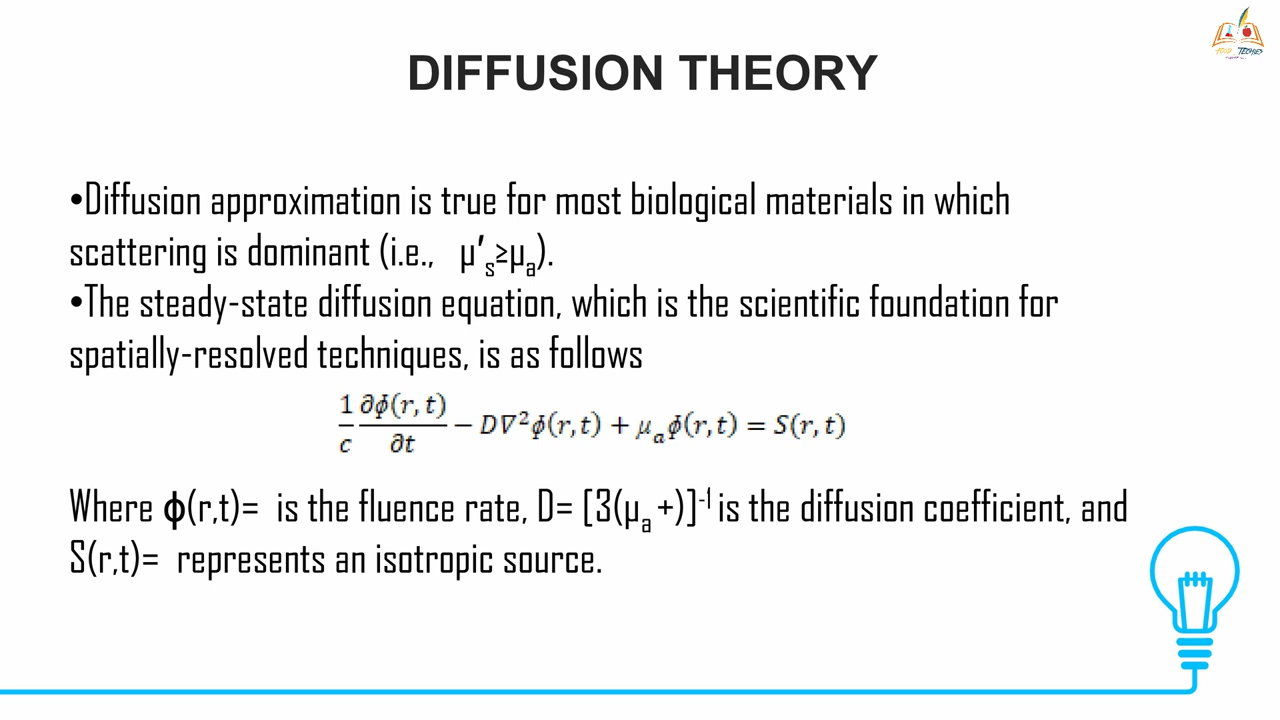 FOOD TECHIES
DIFFUSION THEORY
•Diffusion approximation is true for most biological materials in which
scattering is dominant (i.e., μ′s≥μa).
•The steady-state diffusion equation, which is the scientific foundation for
spatially-resolved techniques, is as follows
1/c ∂ϕ(r,t)/∂t − D∇²ϕ(r,t) + μaϕ(r,t) = S(r,t)
Where ϕ(r,t)= is the fluence rate, D= [3(μa +)]⁻¹ is the diffusion coefficient, and
S(r,t)= represents an isotropic source.